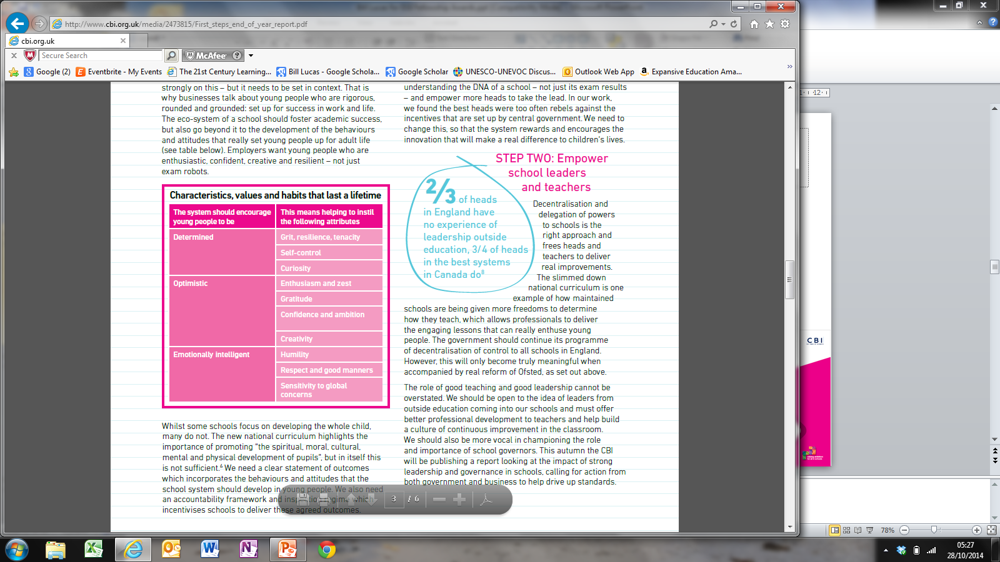 http://www.cbi.org.uk/media/2473815/First_steps_end_of_year_report.pdf
cbi.org.uk
Secure Search
McAfee
Google (2)
Eventbrite - My Events
The 21st Century Learning...
Bill Lucas - Google Schola...
Google Scholar
UNESCO-UNEVOC Discus...
Outlook Web App
Expansive Education Ama...
strongly on this – but it needs to be set in context. That is
why businesses talk about young people who are rigorous,
rounded and grounded: set up for success in work and life.
The eco-system of a school should foster academic success,
but also go beyond it to the development of the behaviours
and attitudes that really set young people up for adult life
(see table below). Employers want young people who are
enthusiastic, confident, creative and resilient – not just
exam robots.
Characteristics, values and habits that last a lifetime
The system should encourage
young people to be
This means helping to instil
the following attributes
Determined
Grit, resilience, tenacity
Self-control
Curiosity
Optimistic
Enthusiasm and zest
Gratitude
Confidence and ambition
Creativity
Emotionally intelligent
Humility
Respect and good manners
Sensitivity to global
concerns
Whilst some schools focus on developing the whole child,
many do not. The new national curriculum highlights the
importance of promoting “the spiritual, moral, cultural,
mental and physical development of pupils”, but in itself this
is not sufficient.⁶ We need a clear statement of outcomes
which incorporates the behaviours and attitudes that the
school system should develop in young people. We also need
an accountability framework and inspection regime which
incentivises schools to deliver these agreed outcomes.
understanding the DNA of a school – not just its exam results
– and empower more heads to take the lead. In our work,
we found the best heads were too often rebels against the
incentives that are set up by central government. We need to
change this, so that the system rewards and encourages the
innovation that will make a real difference to children's lives.
STEP TWO: Empower
school leaders
and teachers
2/3 of heads
in England have
no experience of
leadership outside
education, 3/4 of heads
in the best systems
in Canada do⁸
Decentralisation and
delegation of powers
to schools is the
right approach and
frees heads and
teachers to deliver
real improvements.
The slimmed down
national curriculum is one
example of how maintained
schools are being given more freedoms to determine
how they teach, which allows professionals to deliver
the engaging lessons that can really enthuse young
people. The government should continue its programme
of decentralisation of control to all schools in England.
However, this will only become truly meaningful when
accompanied by real reform of Ofsted, as set out above.
The role of good teaching and good leadership cannot be
overstated. We should be open to the idea of leaders from
outside education coming into our schools and must offer
better professional development to teachers and help build
a culture of continuous improvement in the classroom.
We should also be more vocal in championing the role
and importance of school governors. This autumn the CBI
will be publishing a report looking at the impact of strong
leadership and governance in schools, calling for action from
both government and business to help drive up standards.
3 / 6
12
CBI
78%
05:27
28/10/2014